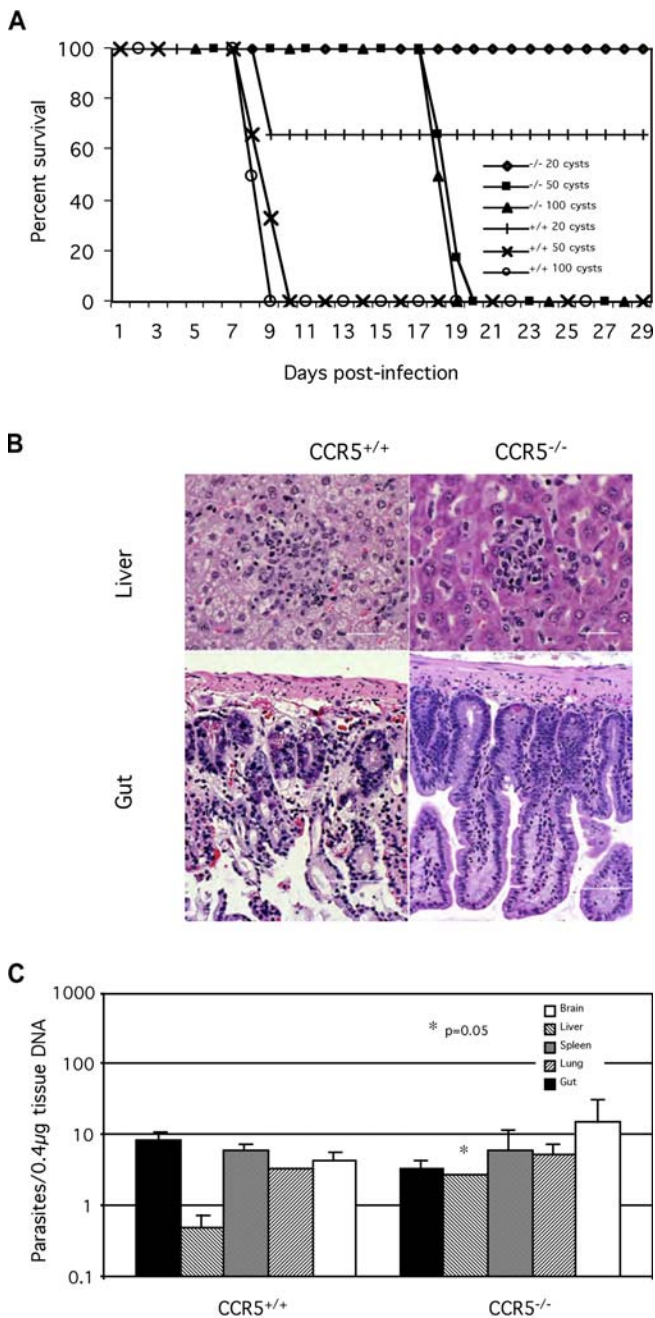 A
Percent survival
100
80
60
40
20
0
-/- 20 cysts
-/- 50 cysts
-/- 100 cysts
+/+ 20 cysts
+/+ 50 cysts
+/+ 100 cysts
1 3 5 7 9 11 13 15 17 19 21 23 25 27 29
Days post-infection
B
CCR5+/+ CCR5-/-
Liver
Gut
C
Parasites/0.4µg tissue DNA
1000
100
10
1
0.1
* p=0.05
Brain
Liver
Spleen
Lung
Gut
*
CCR5+/+ CCR5-/-